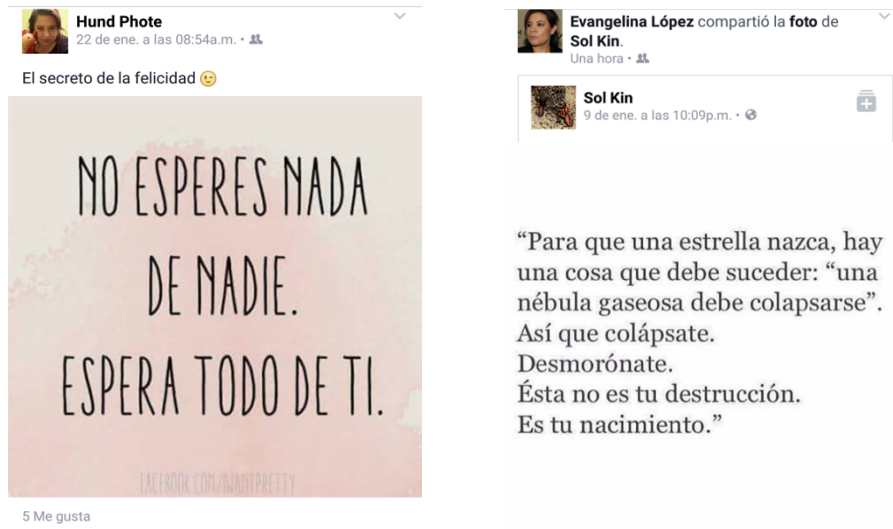 Hund Phote
22 de ene. a las 08:54a.m. •
El secreto de la felicidad
NO ESPERES NADA
DE NADIE.
ESPERA TODO DE TI.
FACEBOOK.COM/IWANTPRETTY
5 Me gusta
Evangelina López compartió la foto de
Sol Kin.
Una hora •
Sol Kin
9 de ene. a las 10:09p.m. •
“Para que una estrella nazca, hay
una cosa que debe suceder: “una
nébula gaseosa debe colapsarse”.
Así que colápsate.
Desmorónate.
Ésta no es tu destrucción.
Es tu nacimiento.”